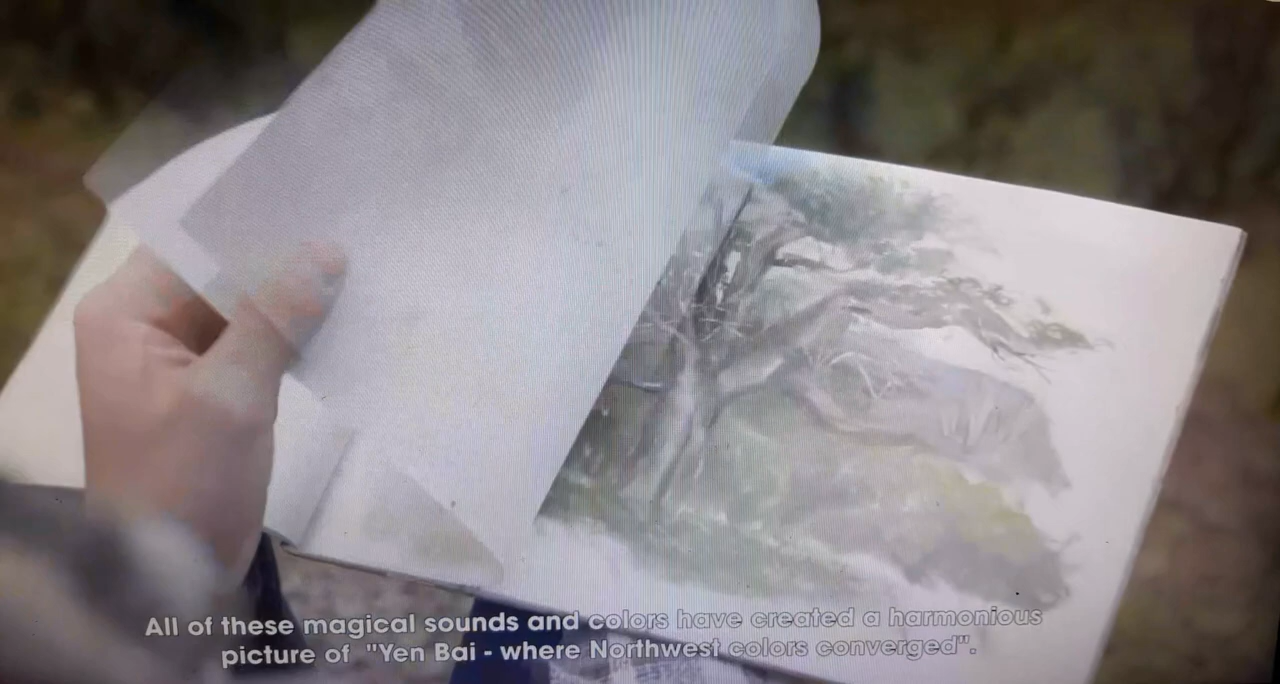 All of these magical sounds and colors have created a harmonious
picture of "Yen Bai - where Northwest colors converged".